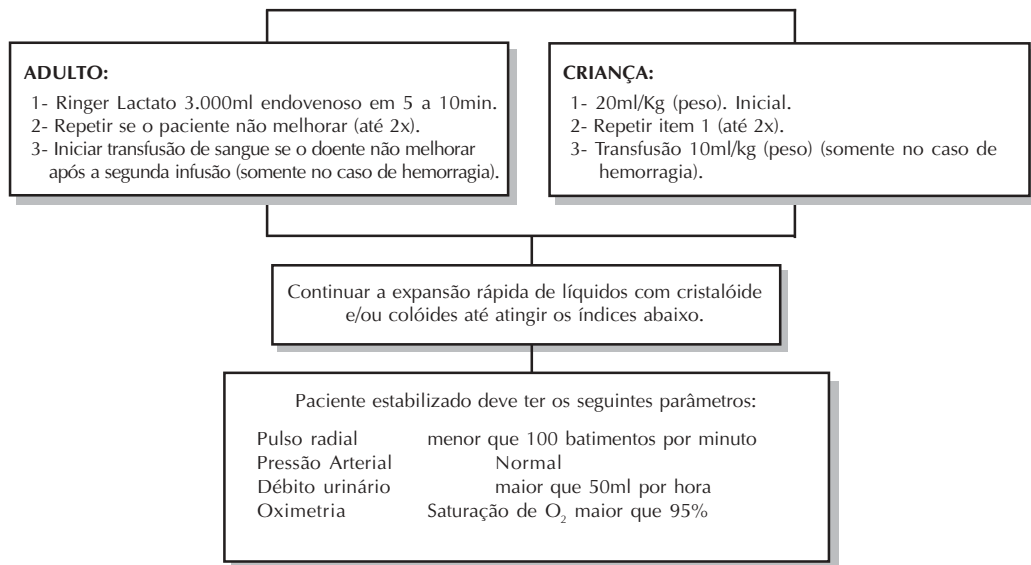 ADULTO:
1- Ringer Lactato 3.000ml endovenoso em 5 a 10min.
2- Repetir se o paciente não melhorar (até 2x).
3- Iniciar transfusão de sangue se o doente não melhorar
após a segunda infusão (somente no caso de hemorragia).
CRIANÇA:
1- 20ml/Kg (peso). Inicial.
2- Repetir item 1 (até 2x).
3- Transfusão 10ml/kg (peso) (somente no caso de
hemorragia).
Continuar a expansão rápida de líquidos com cristalóide
e/ou colóides até atingir os índices abaixo.
Paciente estabilizado deve ter os seguintes parâmetros:
Pulso radial menor que 100 batimentos por minuto
Pressão Arterial Normal
Débito urinário maior que 50ml por hora
Oximetria Saturação de O₂ maior que 95%